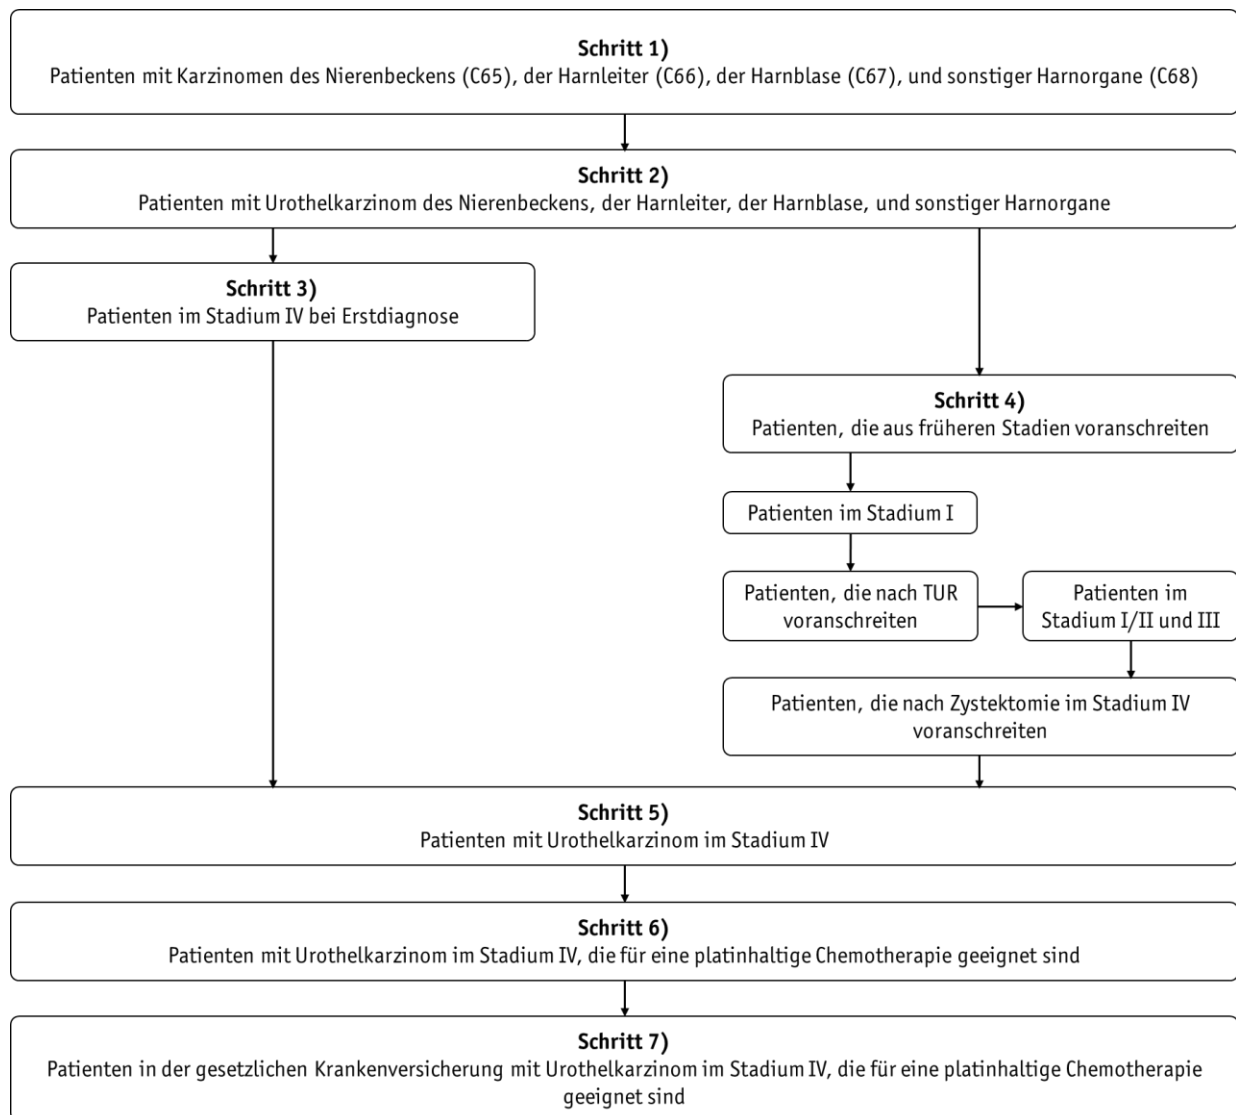 Schritt 1)
Patienten mit Karzinomen des Nierenbeckens (C65), der Harnleiter (C66), der Harnblase (C67), und sonstiger Harnorgane (C68)
Schritt 2)
Patienten mit Urothelkarzinom des Nierenbeckens, der Harnleiter, der Harnblase, und sonstiger Harnorgane
Schritt 3)
Patienten im Stadium IV bei Erstdiagnose
Schritt 4)
Patienten, die aus früheren Stadien voranschreiten
Patienten im Stadium I
Patienten, die nach TUR
voranschreiten
Patienten im
Stadium I/II und III
Patienten, die nach Zystektomie im Stadium IV
voranschreiten
Schritt 5)
Patienten mit Urothelkarzinom im Stadium IV
Schritt 6)
Patienten mit Urothelkarzinom im Stadium IV, die für eine platinhaltige Chemotherapie geeignet sind
Schritt 7)
Patienten in der gesetzlichen Krankenversicherung mit Urothelkarzinom im Stadium IV, die für eine platinhaltige Chemotherapie
geeignet sind